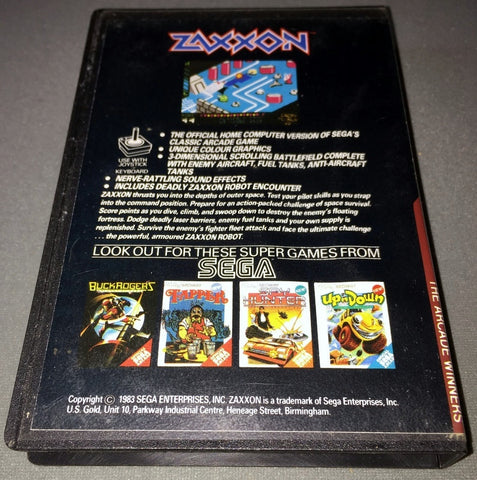 ZAXXON
USE WITH
JOYSTICK
KEYBOARD
• THE OFFICIAL HOME COMPUTER VERSION OF SEGA'S
CLASSIC ARCADE GAME
• UNIQUE COLOUR GRAPHICS
• 3-DIMENSIONAL SCROLLING BATTLEFIELD COMPLETE
WITH ENEMY AIRCRAFT, FUEL TANKS, ANTI-AIRCRAFT
TANKS
• NERVE-RATTLING SOUND EFFECTS
• INCLUDES DEADLY ZAXXON ROBOT ENCOUNTER
ZAXXON thrusts you into the depths of outer space. Test your pilot skills as you strap
into the command position. Prepare for an action-packed challenge of space survival.
Score points as you dive, climb, and swoop down to destroy the enemy's floating
fortress. Dodge deadly laser barriers, enemy fuel tanks and your own supply is
replenished. Survive the enemy's fighter fleet attack and face the ultimate challenge
... the powerful, armoured ZAXXON ROBOT.
LOOK OUT FOR THESE SUPER GAMES FROM
SEGA
BUCK ROGERS
TAPPER
Up'nDown
THE ARCADE WINNERS
Copyright © 1983 SEGA ENTERPRISES, INC. ZAXXON is a trademark of Sega Enterprises, Inc.
U.S. Gold, Unit 10, Parkway Industrial Centre, Heneage Street, Birmingham.